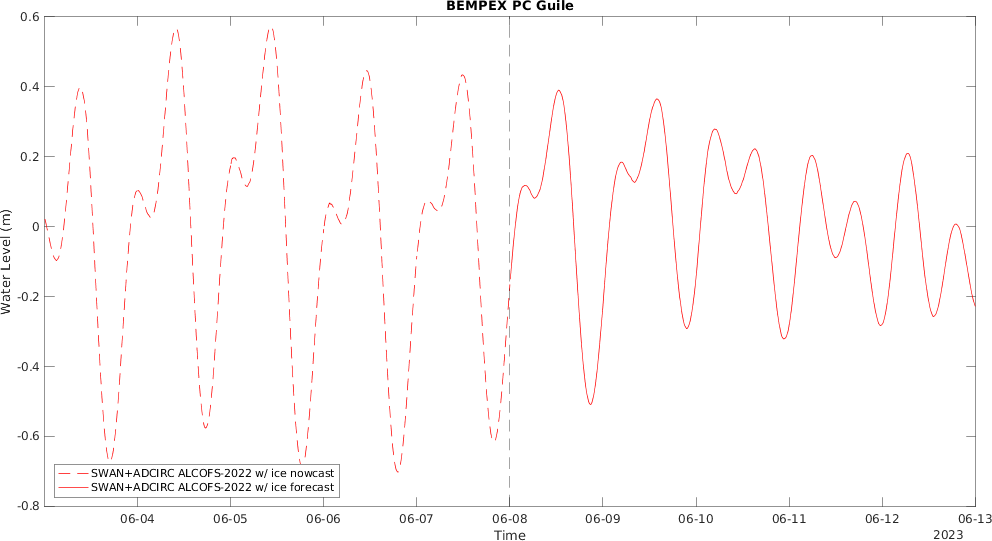 BEMPEX PC Guile
0.6
0.4
0.2
0
-0.2
-0.4
-0.6
-0.8
Water Level (m)
SWAN+ADCIRC ALCOFS-2022 w/ ice nowcast
SWAN+ADCIRC ALCOFS-2022 w/ ice forecast
06-04 06-05 06-06 06-07 06-08 06-09 06-10 06-11 06-12 06-13
Time
2023